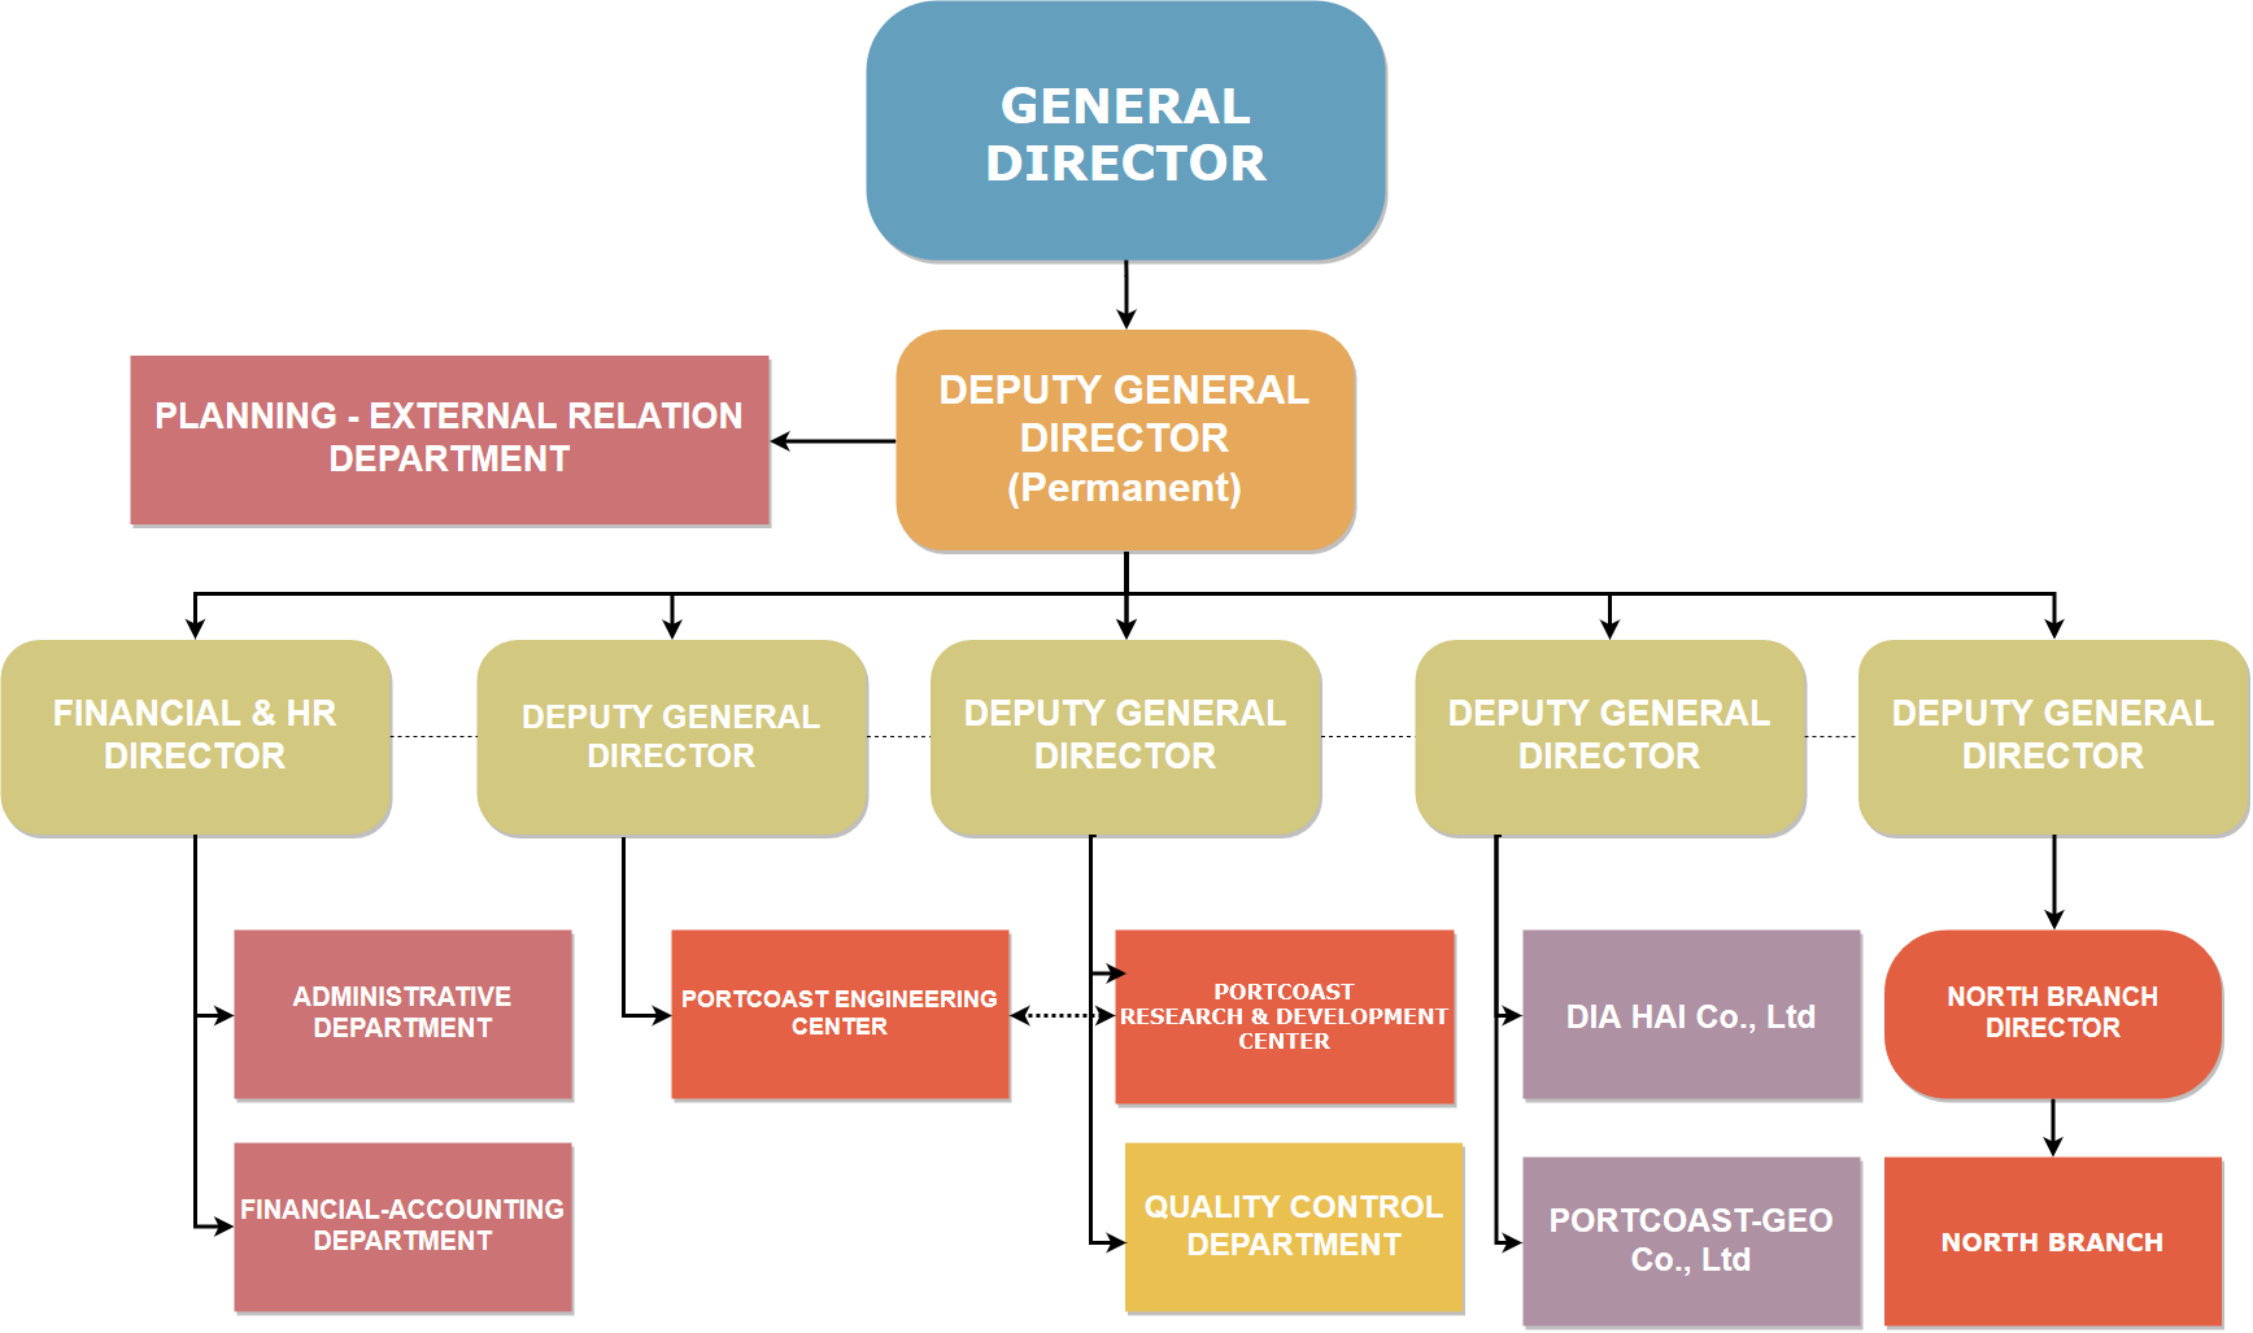 GENERAL
DIRECTOR
PLANNING - EXTERNAL RELATION
DEPARTMENT
DEPUTY GENERAL
DIRECTOR
(Permanent)
FINANCIAL & HR
DIRECTOR
DEPUTY GENERAL
DIRECTOR
DEPUTY GENERAL
DIRECTOR
DEPUTY GENERAL
DIRECTOR
DEPUTY GENERAL
DIRECTOR
ADMINISTRATIVE
DEPARTMENT
PORTCOAST ENGINEERING
CENTER
PORTCOAST
RESEARCH & DEVELOPMENT
CENTER
DIA HAI Co., Ltd
NORTH BRANCH
DIRECTOR
FINANCIAL-ACCOUNTING
DEPARTMENT
QUALITY CONTROL
DEPARTMENT
PORTCOAST-GEO
Co., Ltd
NORTH BRANCH